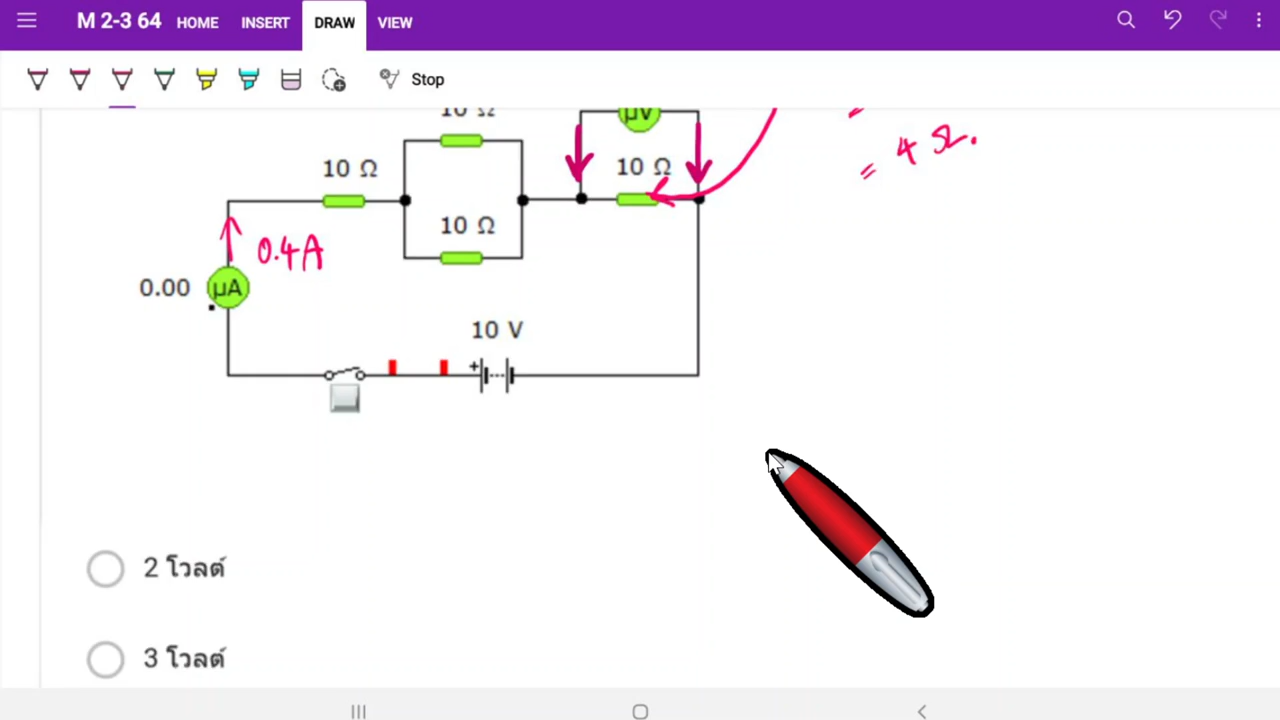 M 2-3 64 HOME INSERT DRAW VIEW
Stop
10 Ω
μV
= 4 Ω.
10 Ω
10 Ω
10 Ω
0.4A
0.00 μA
10 V
+
2 โวลต์
3 โวลต์